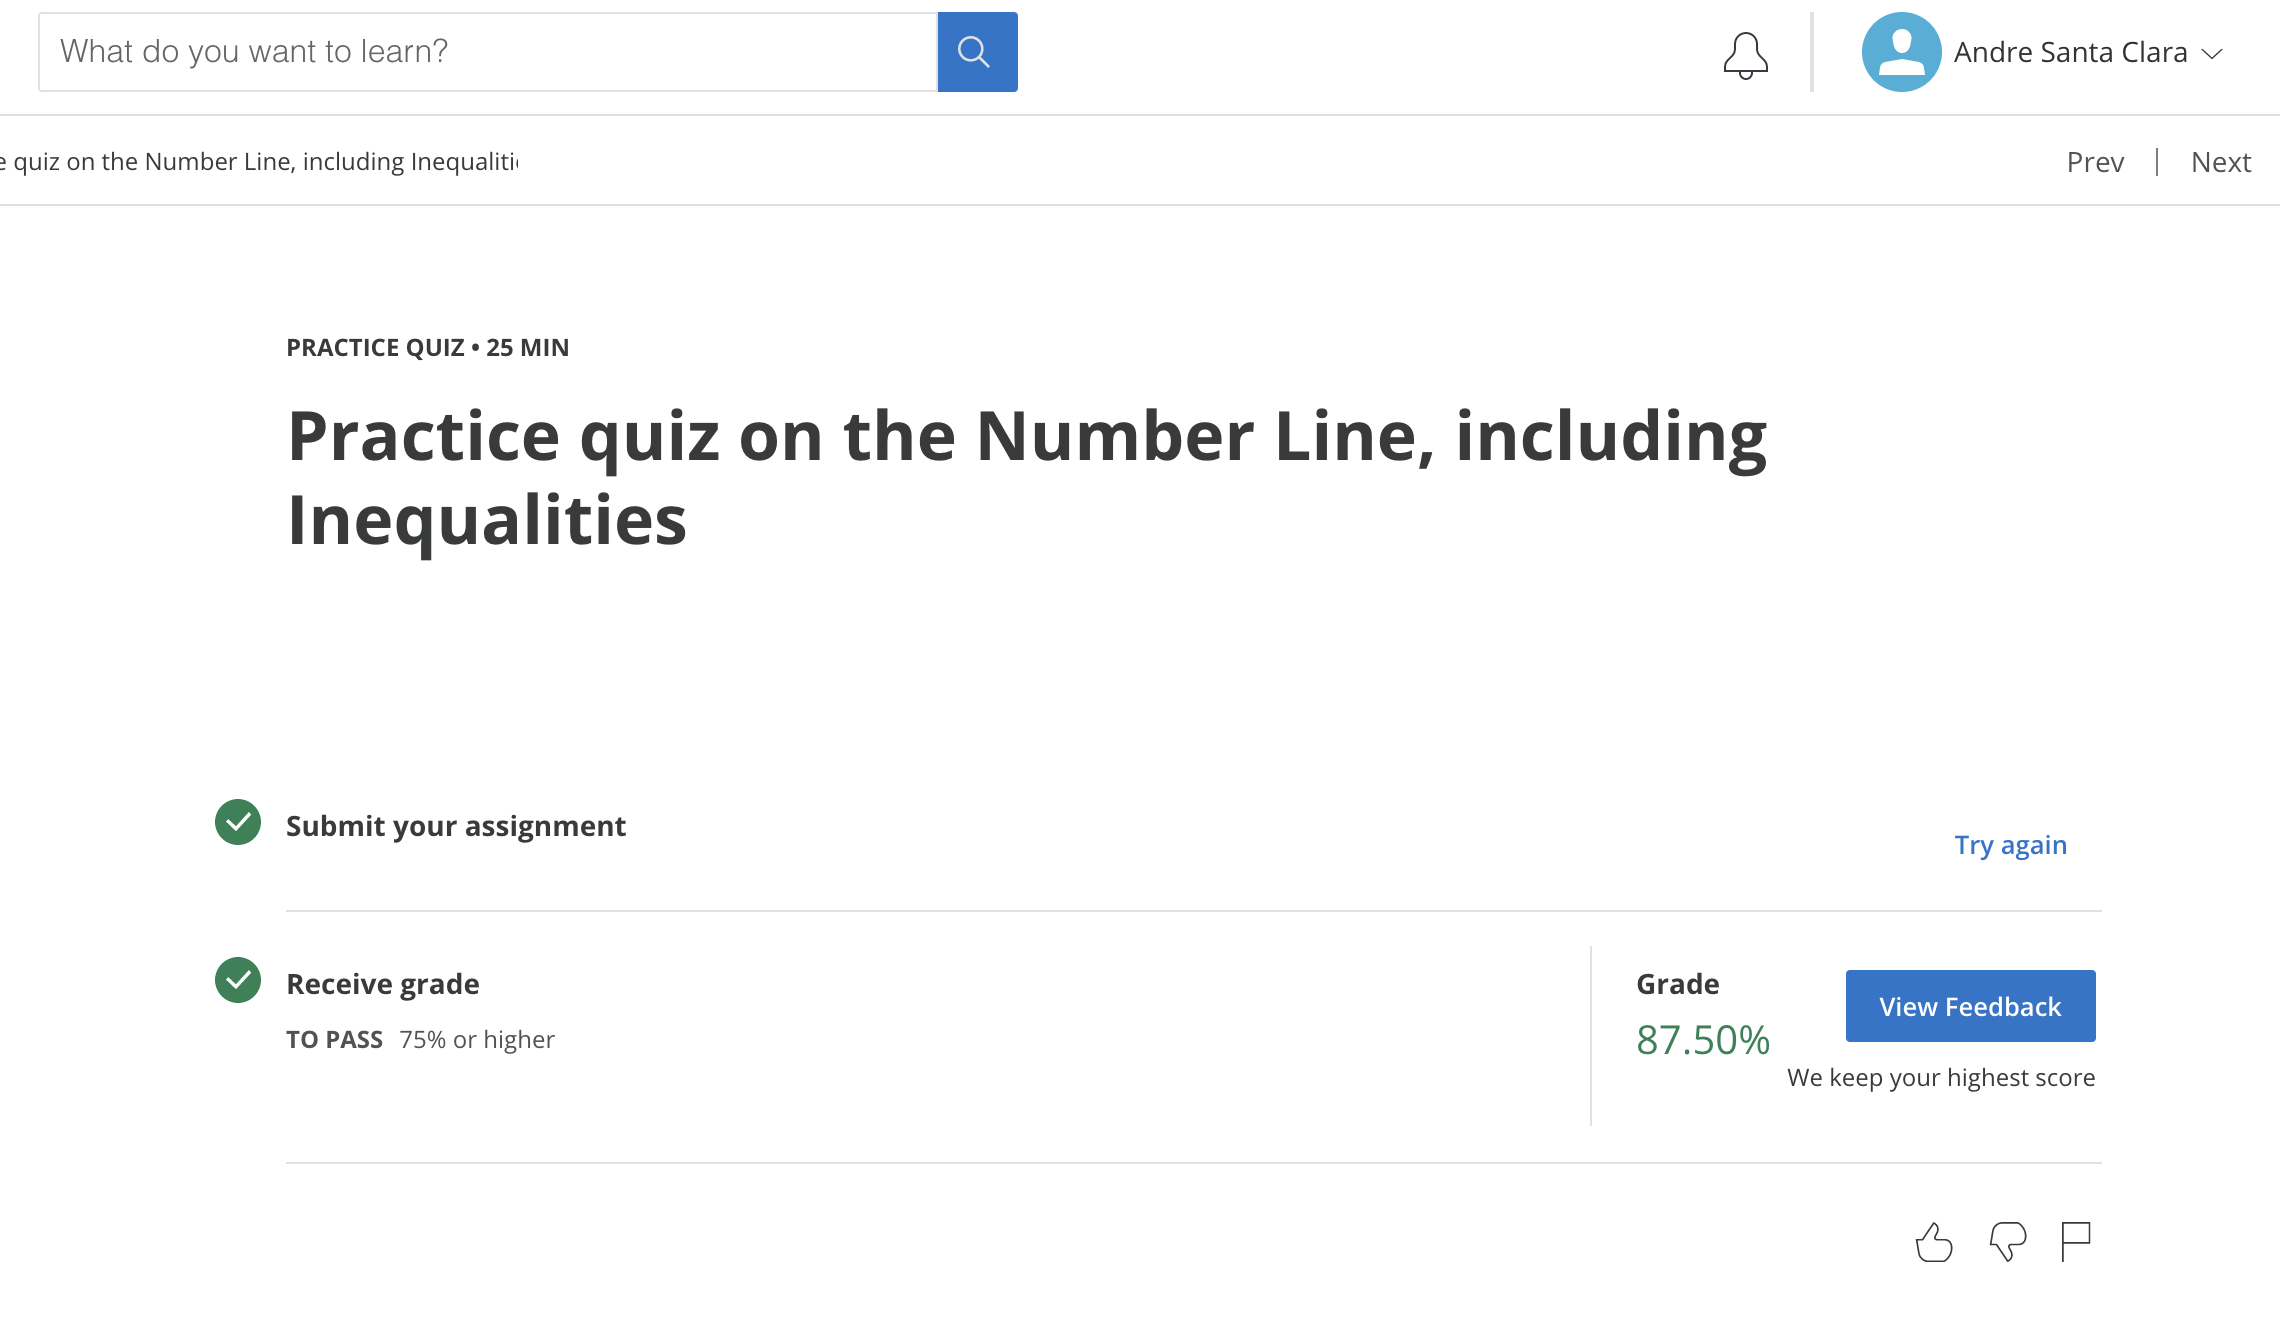 What do you want to learn?
Andre Santa Clara
quiz on the Number Line, including Inequaliti
Prev | Next
PRACTICE QUIZ • 25 MIN
Practice quiz on the Number Line, including
Inequalities
Submit your assignment
Try again
Receive grade
TO PASS 75% or higher
Grade
87.50%
View Feedback
We keep your highest score